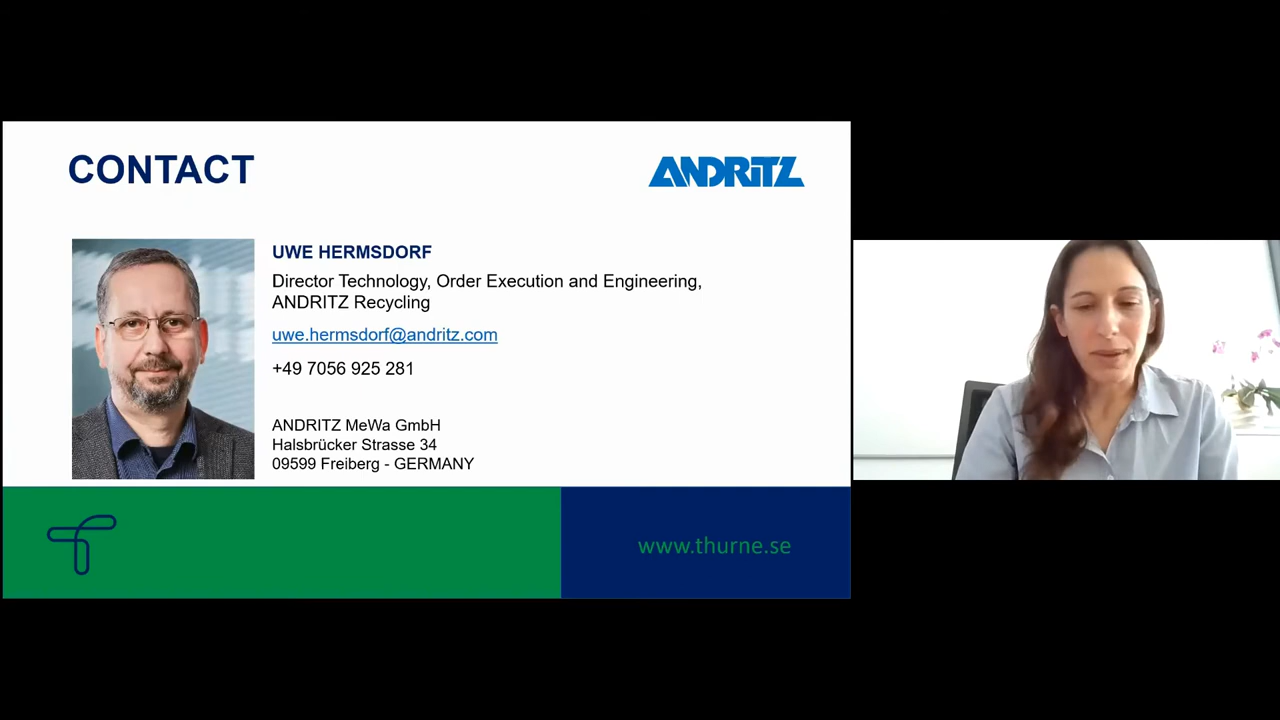 CONTACT
ANDRITZ
UWE HERMSDORF
Director Technology, Order Execution and Engineering,
ANDRITZ Recycling
uwe.hermsdorf@andritz.com
+49 7056 925 281
ANDRITZ MeWa GmbH
Halsbrücker Strasse 34
09599 Freiberg - GERMANY
www.thurne.se